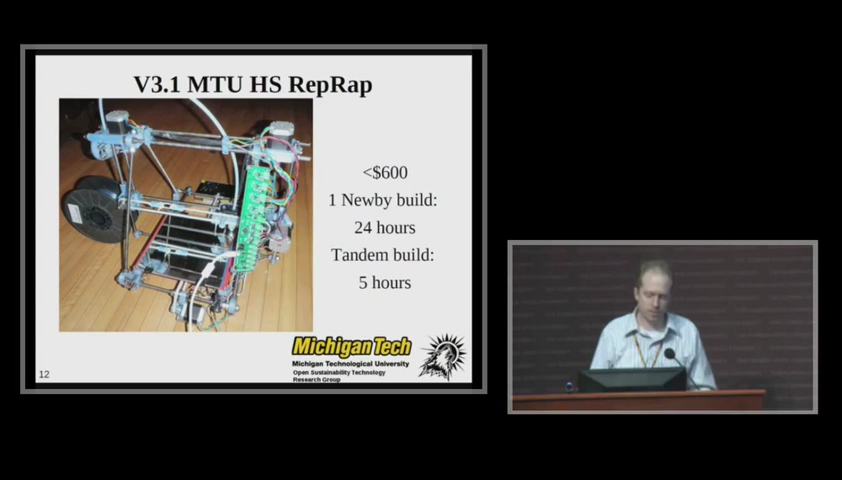 V3.1 MTU HS RepRap
<$600
1 Newby build:
24 hours
Tandem build:
5 hours
Michigan Tech
Michigan Technological University
Open Sustainability Technology
Research Group
12